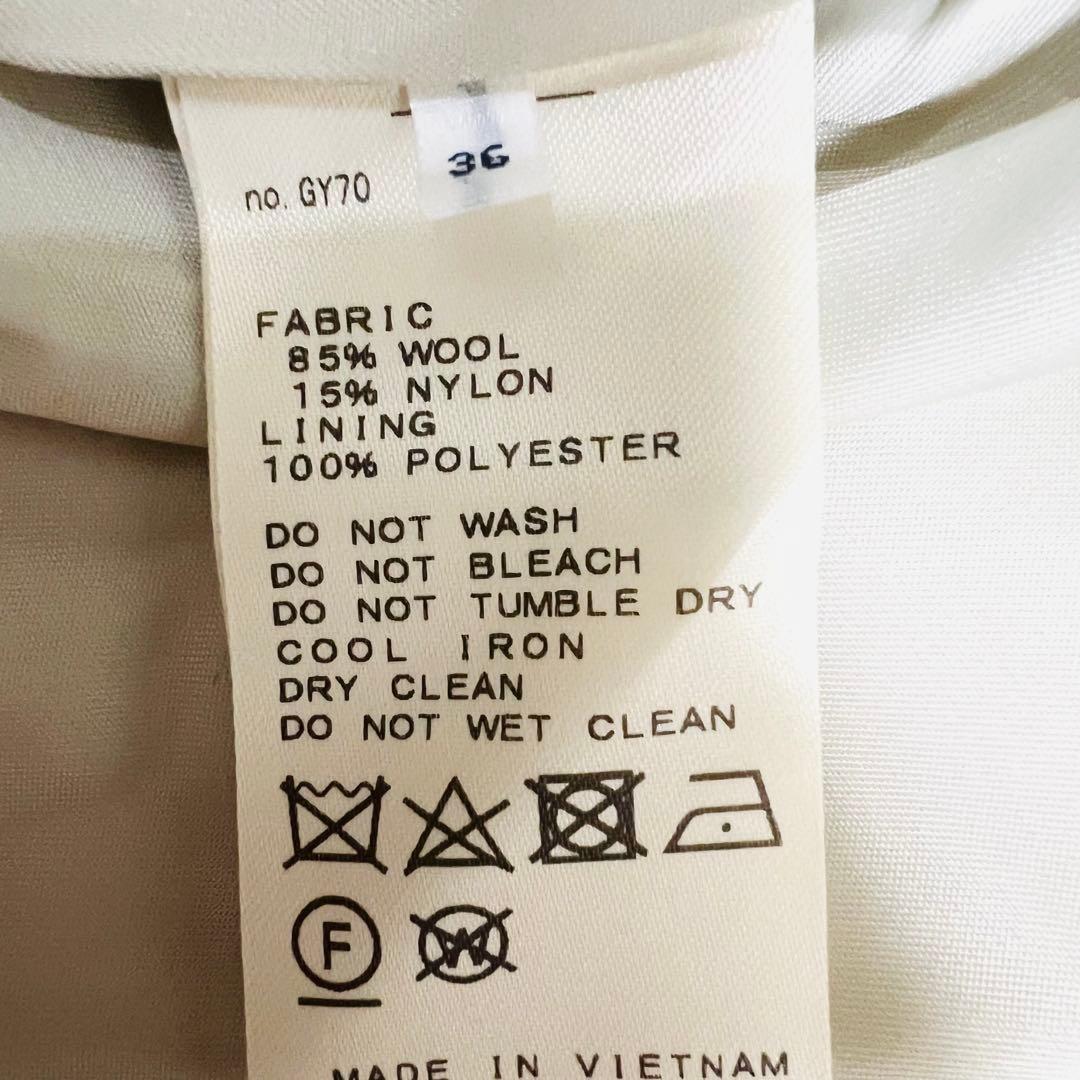 36
no. GY70
FABRIC
85% WOOL
15% NYLON
LINING
100% POLYESTER
DO NOT WASH
DO NOT BLEACH
DO NOT TUMBLE DRY
COOL IRON
DRY CLEAN
DO NOT WET CLEAN
F W
MADE IN VIETNAM